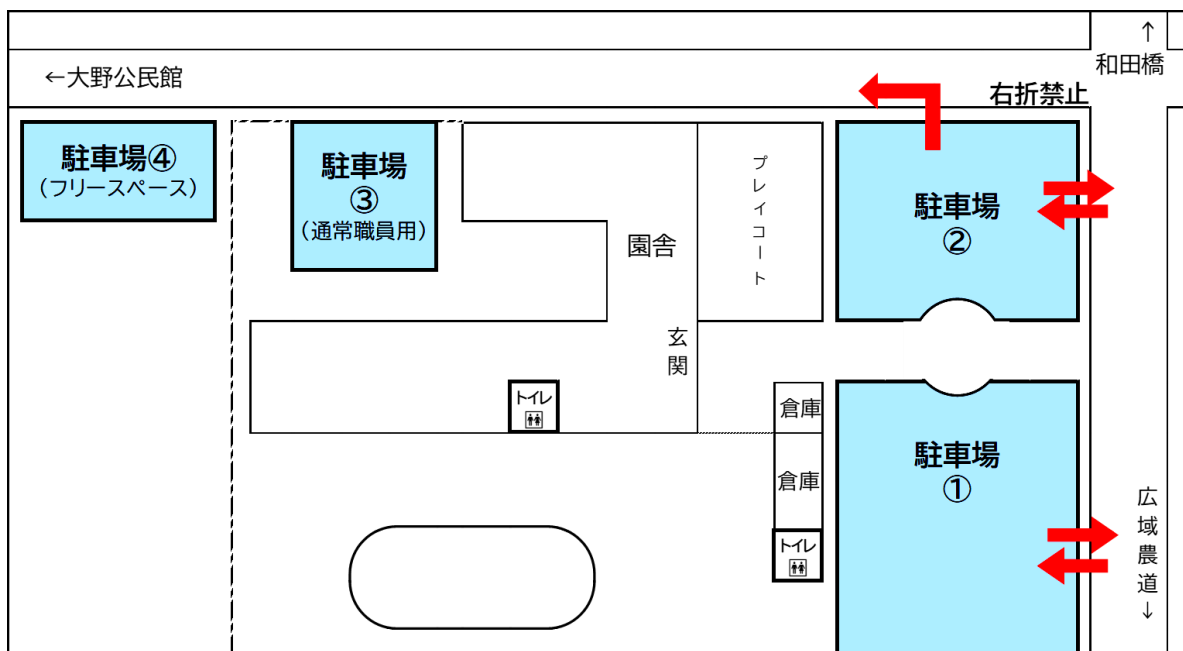 ↑
和田橋
←大野公民館
右折禁止
駐車場④
（フリースペース）
駐車場
③
（通常職員用）
プレイコート
駐車場
②
園舎
玄関
トイレ
倉庫
倉庫
トイレ
駐車場
①
広域農道↓